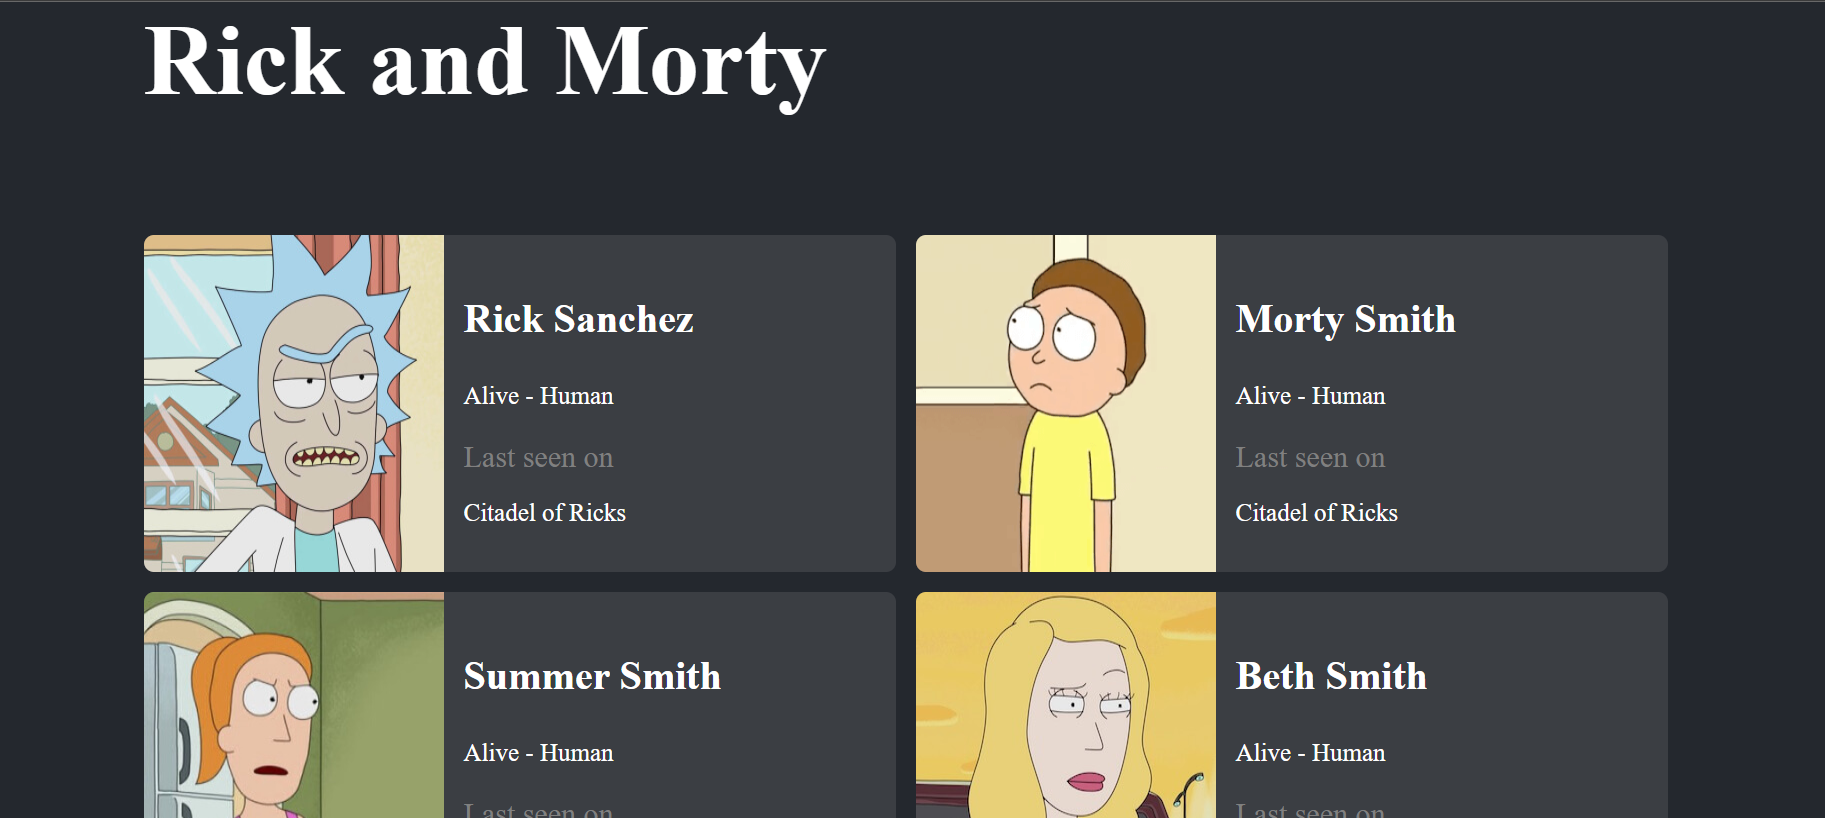 Rick and Morty
Rick Sanchez
Alive - Human
Last seen on
Citadel of Ricks
Morty Smith
Alive - Human
Last seen on
Citadel of Ricks
Summer Smith
Alive - Human
Last seen on
Beth Smith
Alive - Human
Last seen on